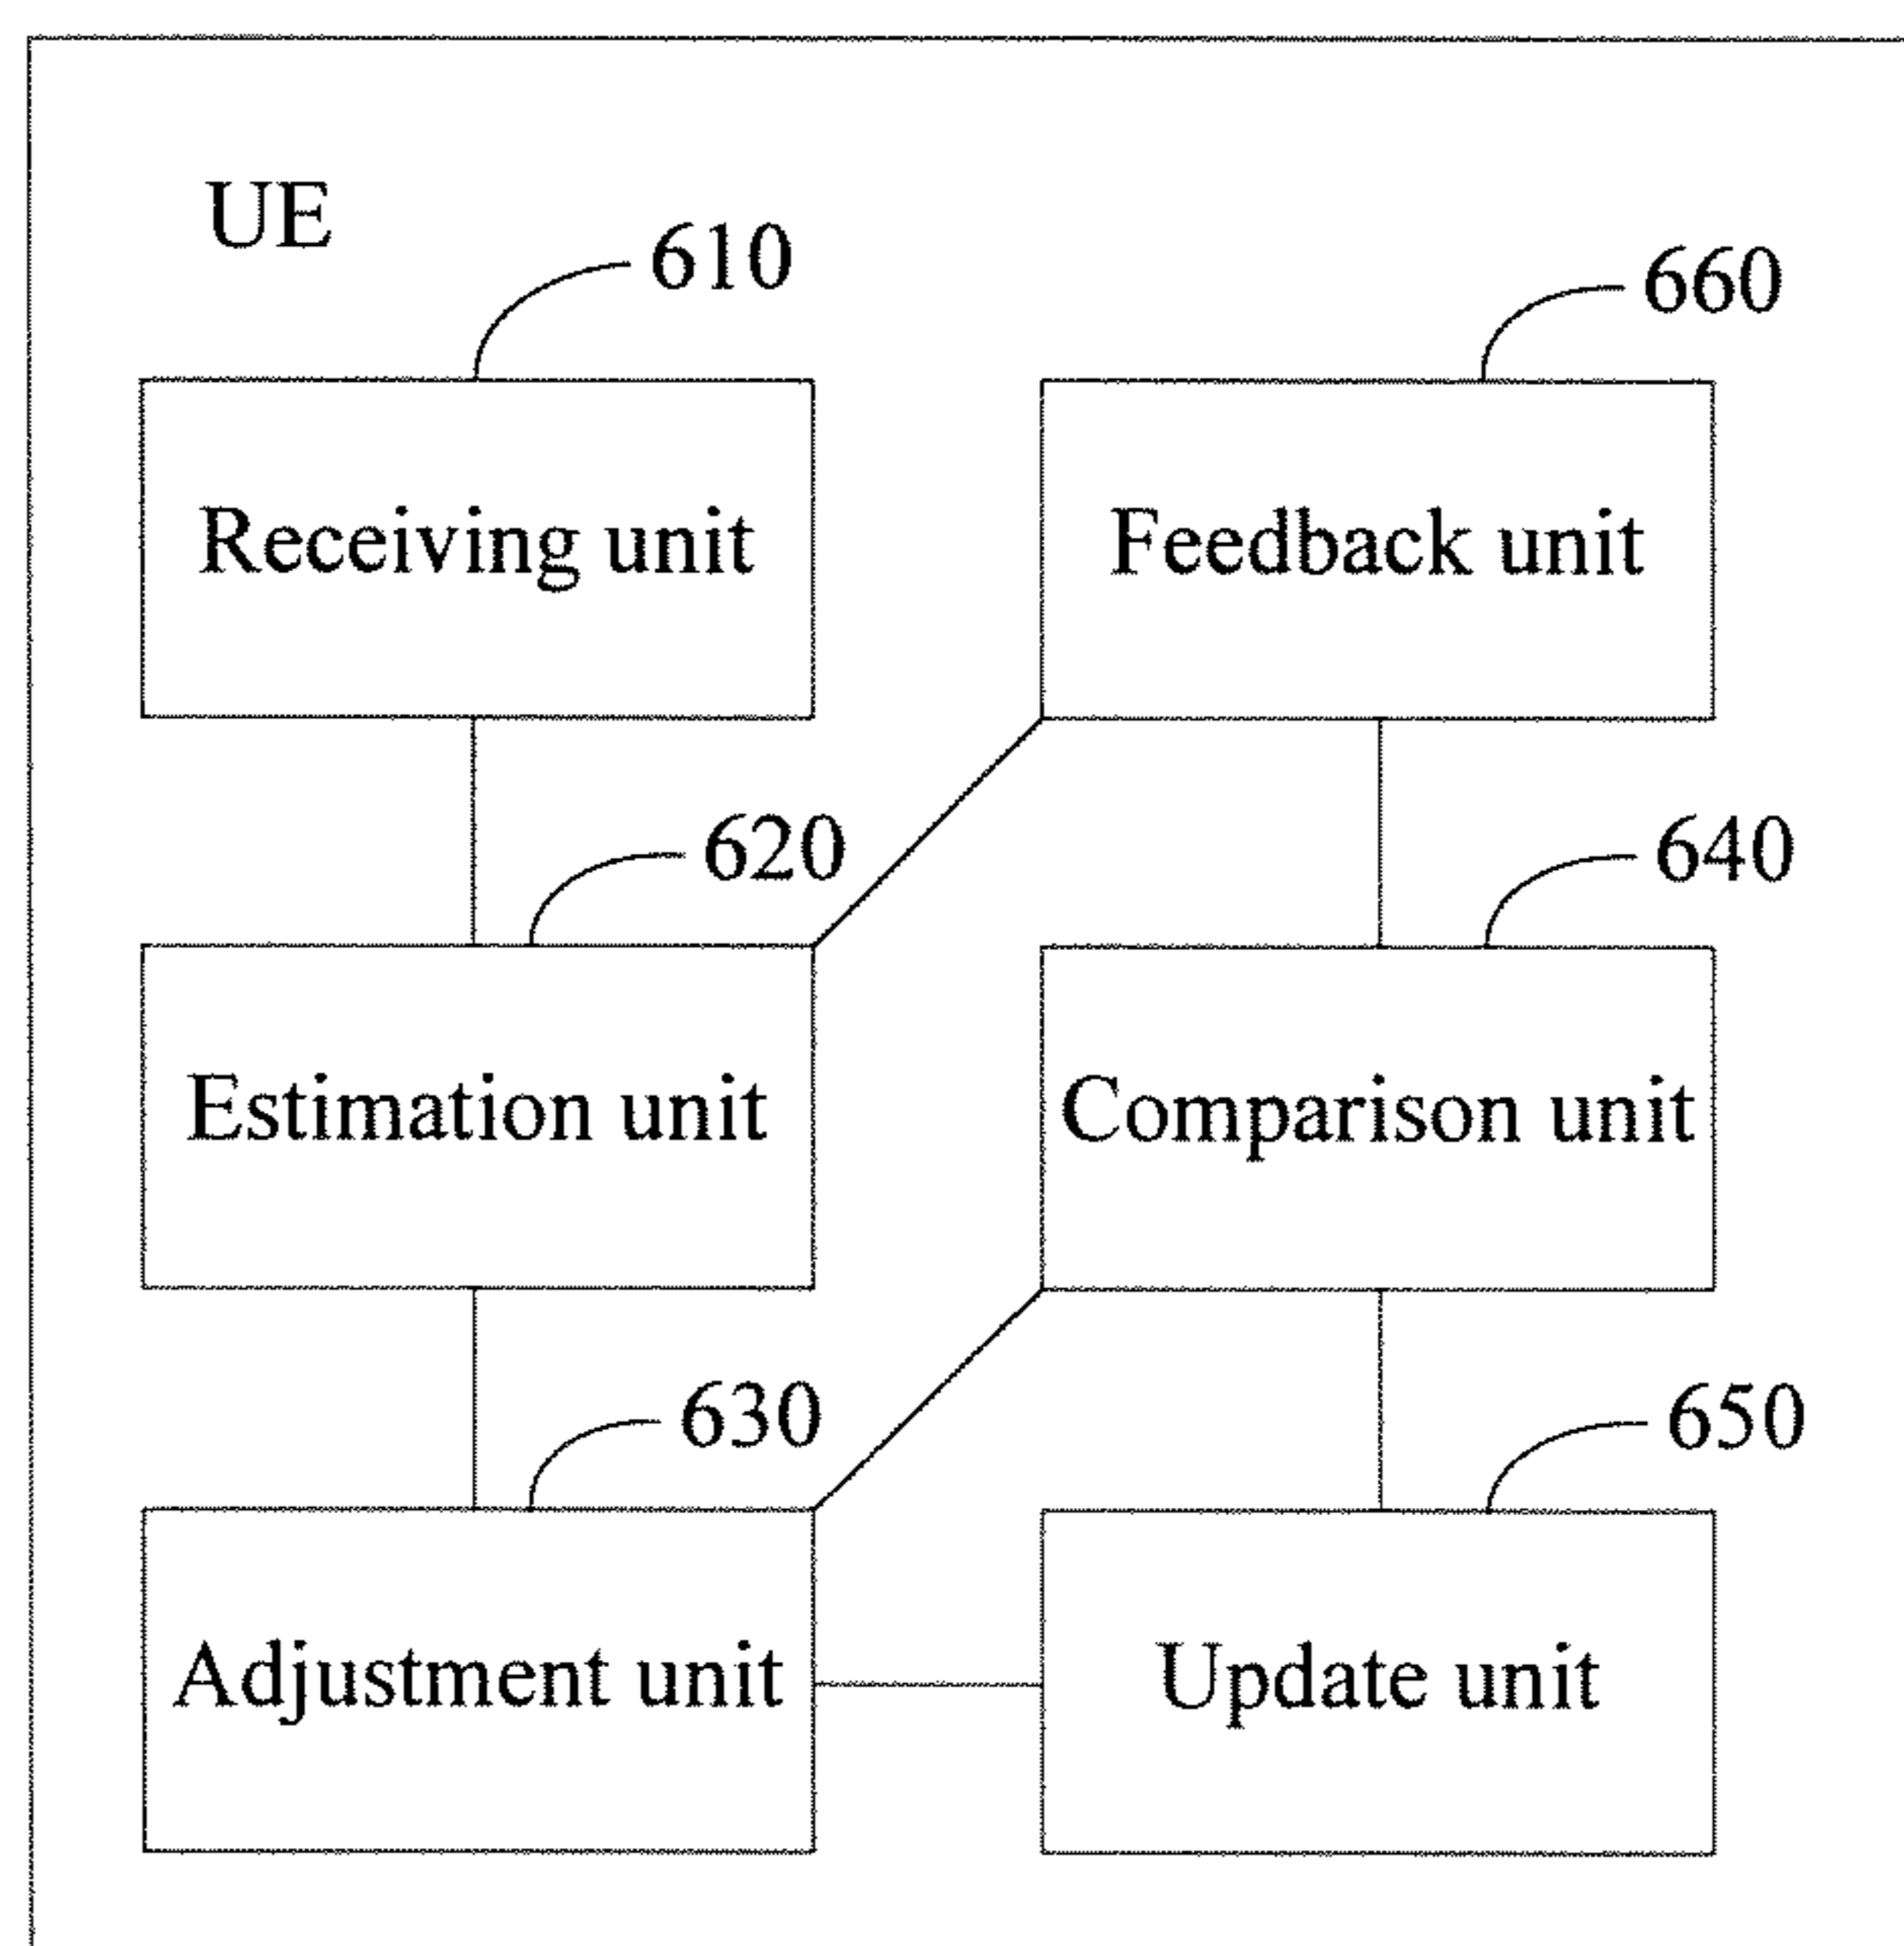 UE
610
660
Receiving unit
Feedback unit
620
640
Estimation unit
Comparison unit
630
650
Adjustment unit
Update unit